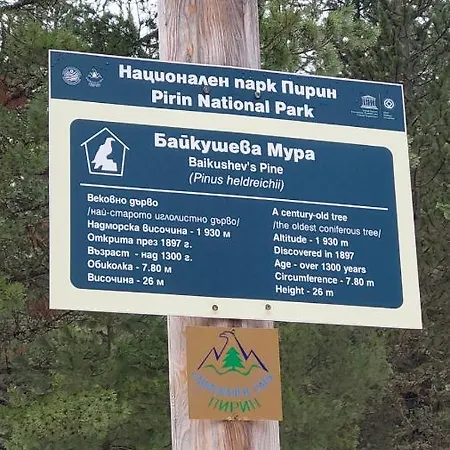 Национален парк Пирин
Pirin National Park
Байкушева Мура
Baikushev's Pine
(Pinus heldreichii)
Вековно дърво
/най-старото иглолистно дърво/
Надморска височина - 1 930 м
Открита през 1897 г.
Възраст - над 1300 г.
Обиколка - 7.80 м
Височина - 26 м
A century-old tree
/the oldest coniferous tree/
Altitude - 1 930 m
Discovered in 1897
Age - over 1300 years
Circumference - 7.80 m
Height - 26 m
НАЦИОНАЛЕН ПАРК
ПИРИН